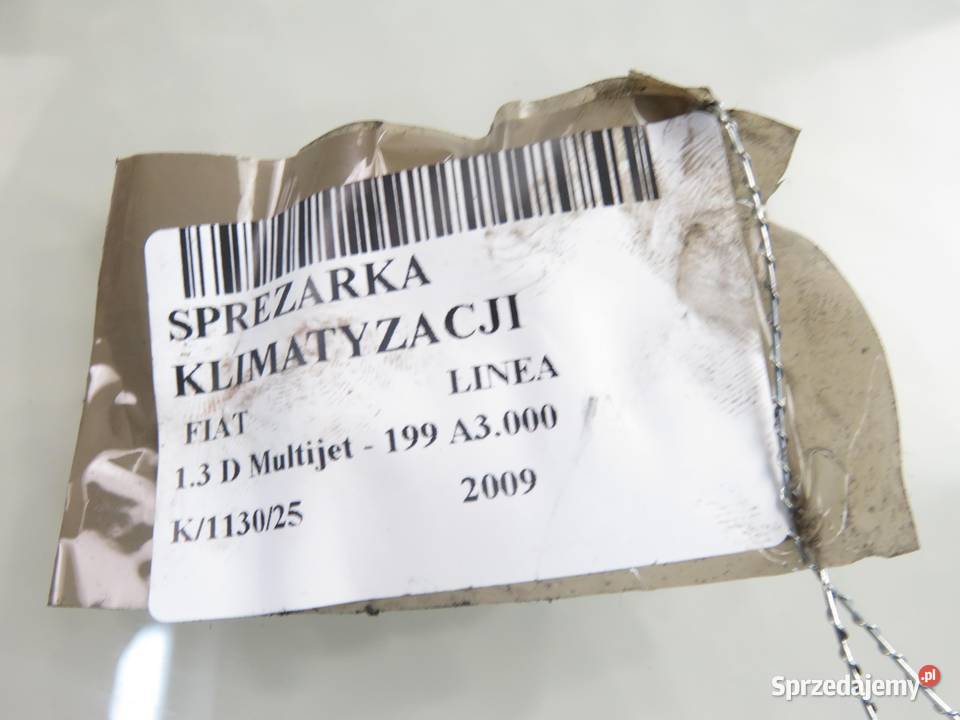 SPREZARKA
KLIMATYZACJI
FIAT LINEA
1.3 D Multijet - 199 A3.000
K/1130/25 2009
Sprzedajemy.pl